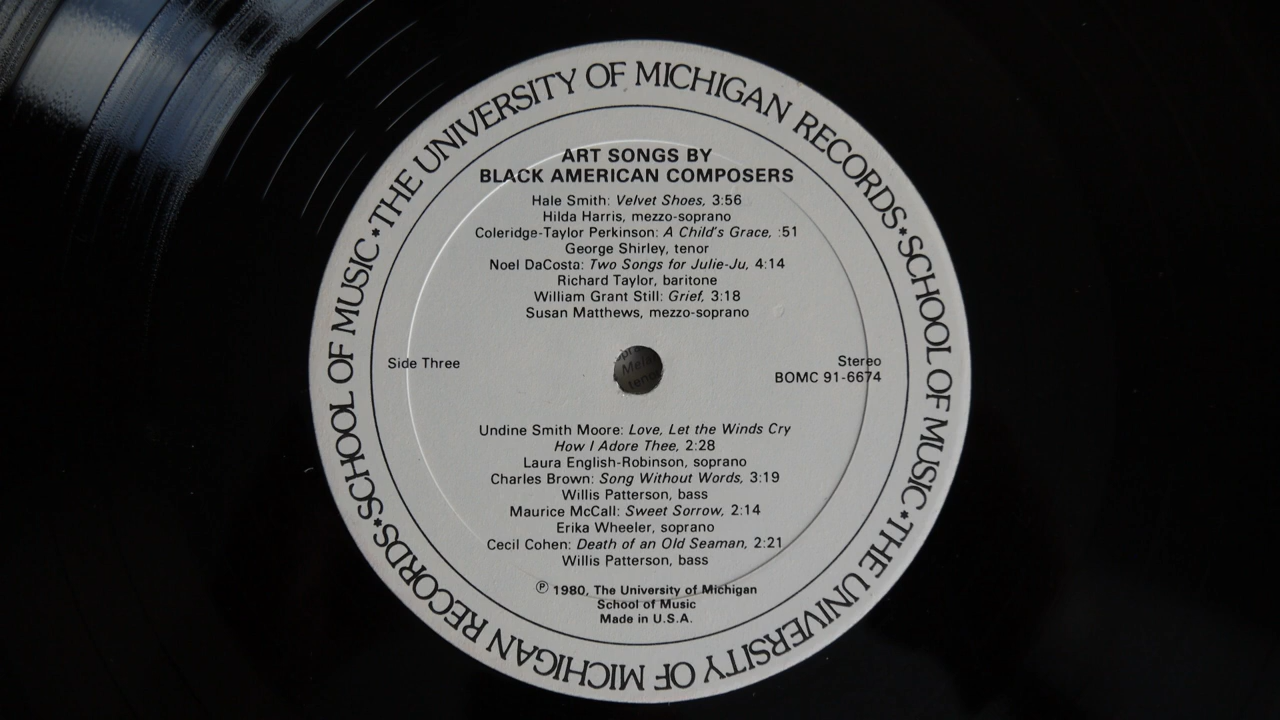 THE UNIVERSITY OF MICHIGAN RECORDS * SCHOOL OF MUSIC * THE UNIVERSITY OF MICHIGAN RECORDS * SCHOOL OF MUSIC *
ART SONGS BY
BLACK AMERICAN COMPOSERS
Hale Smith: Velvet Shoes, 3:56
Hilda Harris, mezzo-soprano
Coleridge-Taylor Perkinson: A Child's Grace, :51
George Shirley, tenor
Noel DaCosta: Two Songs for Julie-Ju, 4:14
Richard Taylor, baritone
William Grant Still: Grief, 3:18
Susan Matthews, mezzo-soprano
Side Three
Stereo
BOMC 91-6674
Undine Smith Moore: Love, Let the Winds Cry
How I Adore Thee, 2:28
Laura English-Robinson, soprano
Charles Brown: Song Without Words, 3:19
Willis Patterson, bass
Maurice McCall: Sweet Sorrow, 2:14
Erika Wheeler, soprano
Cecil Cohen: Death of an Old Seaman, 2:21
Willis Patterson, bass
℗ 1980, The University of Michigan
School of Music
Made in U.S.A.